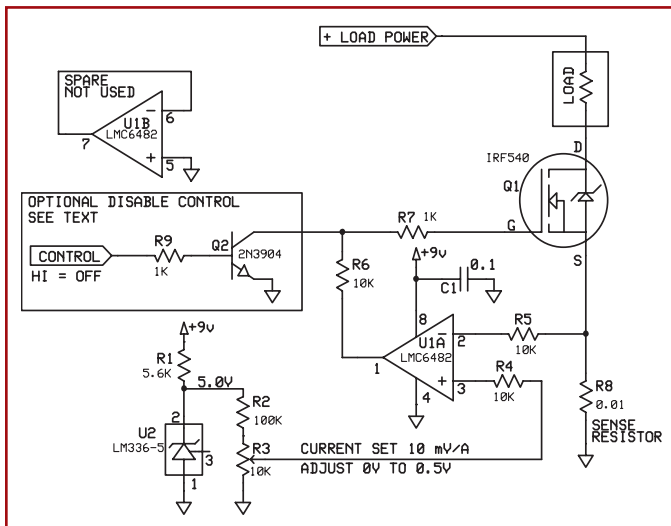 + LOAD POWER
LOAD
SPARE
NOT USED
U1B
LMC6482
6
7
5
IRF540
D
Q1
G
S
OPTIONAL DISABLE CONTROL
SEE TEXT
CONTROL
HI = OFF
R9
1K
Q2
2N3904
R7 1K
+9v
R6
10K
C1
0.1
8
U1A
LMC6482
1
2
3
4
R5
10K
R4
10K
R8
0.01
SENSE
RESISTOR
+9v
R1
5.6K
5.0V
R2
100K
U2
LM336-5
2
3
1
R3
10K
CURRENT SET 10 mV/A
ADJUST 0V TO 0.5V